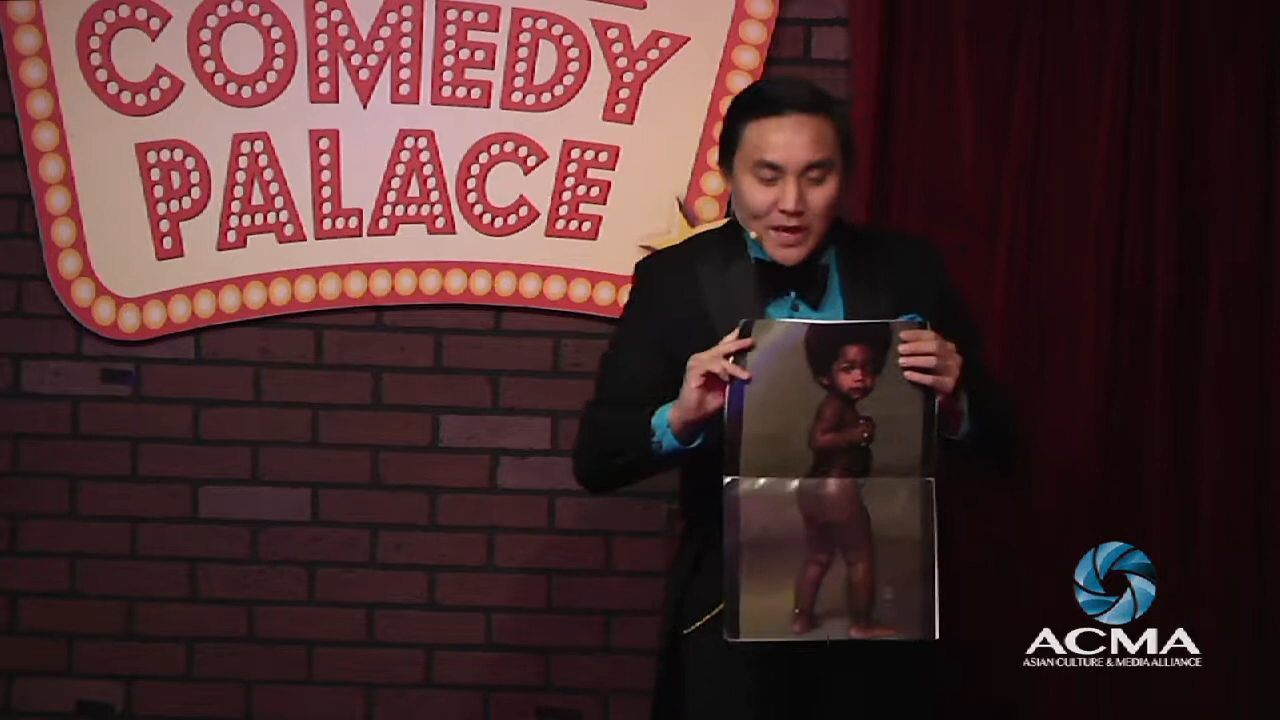 COMEDY
PALACE
ACMA
ASIAN CULTURE & MEDIA ALLIANCE